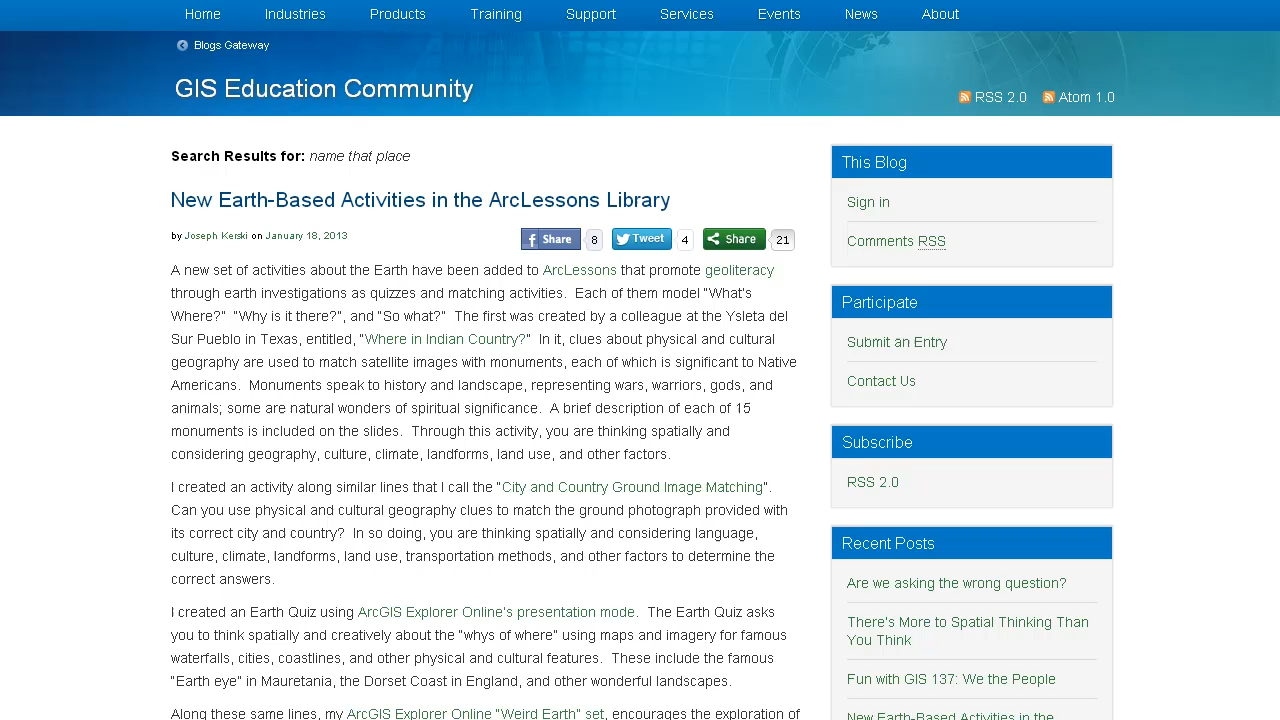 Home Industries Products Training Support Services Events News About
Blogs Gateway
GIS Education Community
RSS 2.0 Atom 1.0
Search Results for: name that place
New Earth-Based Activities in the ArcLessons Library
by Joseph Kerski on January 18, 2013
Share 8 Tweet 4 Share 21
A new set of activities about the Earth have been added to ArcLessons that promote geoliteracy
through earth investigations as quizzes and matching activities.  Each of them model "What's
Where?"  "Why is it there?", and "So what?"  The first was created by a colleague at the Ysleta del
Sur Pueblo in Texas, entitled, "Where in Indian Country?"  In it, clues about physical and cultural
geography are used to match satellite images with monuments, each of which is significant to Native
Americans.  Monuments speak to history and landscape, representing wars, warriors, gods, and
animals; some are natural wonders of spiritual significance.  A brief description of each of 15
monuments is included on the slides.  Through this activity, you are thinking spatially and
considering geography, culture, climate, landforms, land use, and other factors.
I created an activity along similar lines that I call the "City and Country Ground Image Matching".
Can you use physical and cultural geography clues to match the ground photograph provided with
its correct city and country?  In so doing, you are thinking spatially and considering language,
culture, climate, landforms, land use, transportation methods, and other factors to determine the
correct answers.
I created an Earth Quiz using ArcGIS Explorer Online's presentation mode.  The Earth Quiz asks
you to think spatially and creatively about the "whys of where" using maps and imagery for famous
waterfalls, cities, coastlines, and other physical and cultural features.  These include the famous
"Earth eye" in Mauretania, the Dorset Coast in England, and other wonderful landscapes.
Along these same lines, my ArcGIS Explorer Online "Weird Earth" set, encourages the exploration of
This Blog
Sign in
Comments RSS
Participate
Submit an Entry
Contact Us
Subscribe
RSS 2.0
Recent Posts
Are we asking the wrong question?
There's More to Spatial Thinking Than
You Think
Fun with GIS 137: We the People
New Earth-Based Activities in the